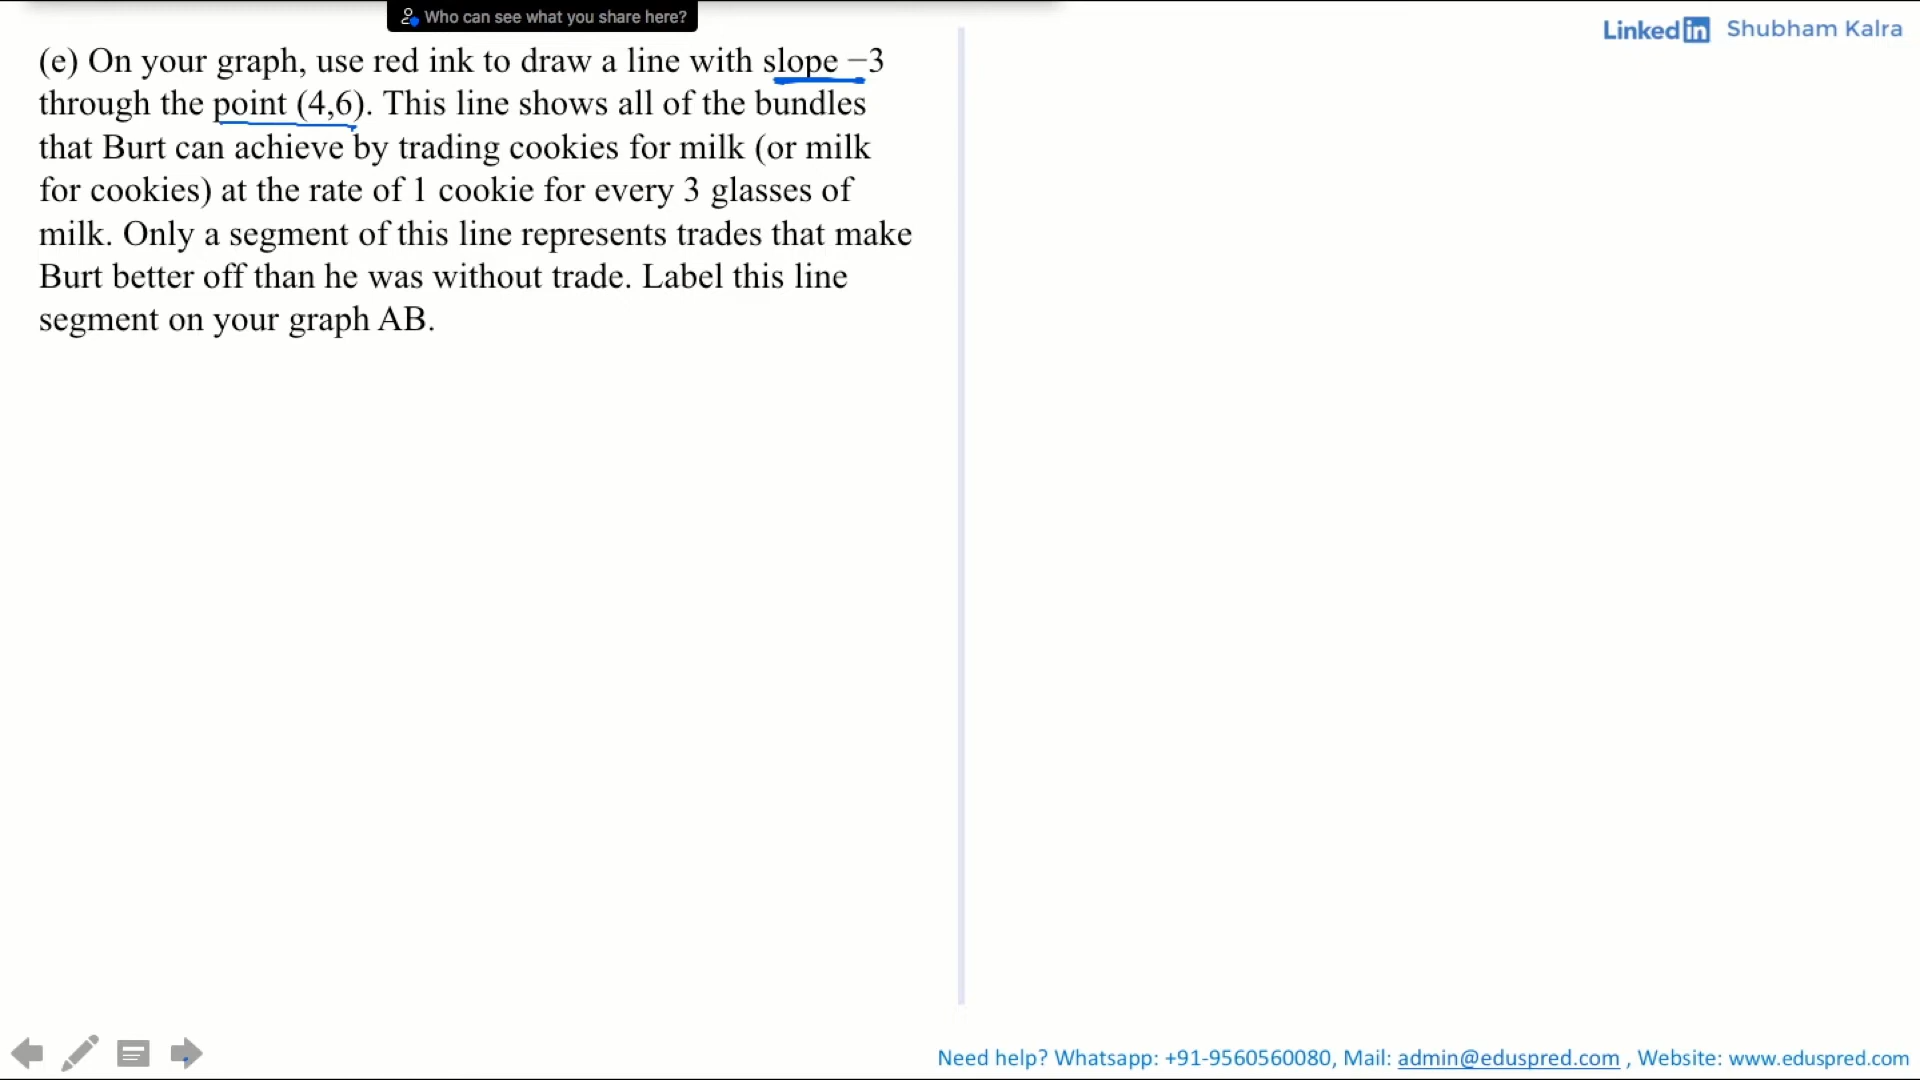 Who can see what you share here?
Linked in Shubham Kalra
(e) On your graph, use red ink to draw a line with slope −3
through the point (4,6). This line shows all of the bundles
that Burt can achieve by trading cookies for milk (or milk
for cookies) at the rate of 1 cookie for every 3 glasses of
milk. Only a segment of this line represents trades that make
Burt better off than he was without trade. Label this line
segment on your graph AB.
Need help? Whatsapp: +91-9560560080, Mail: admin@eduspred.com , Website: www.eduspred.com